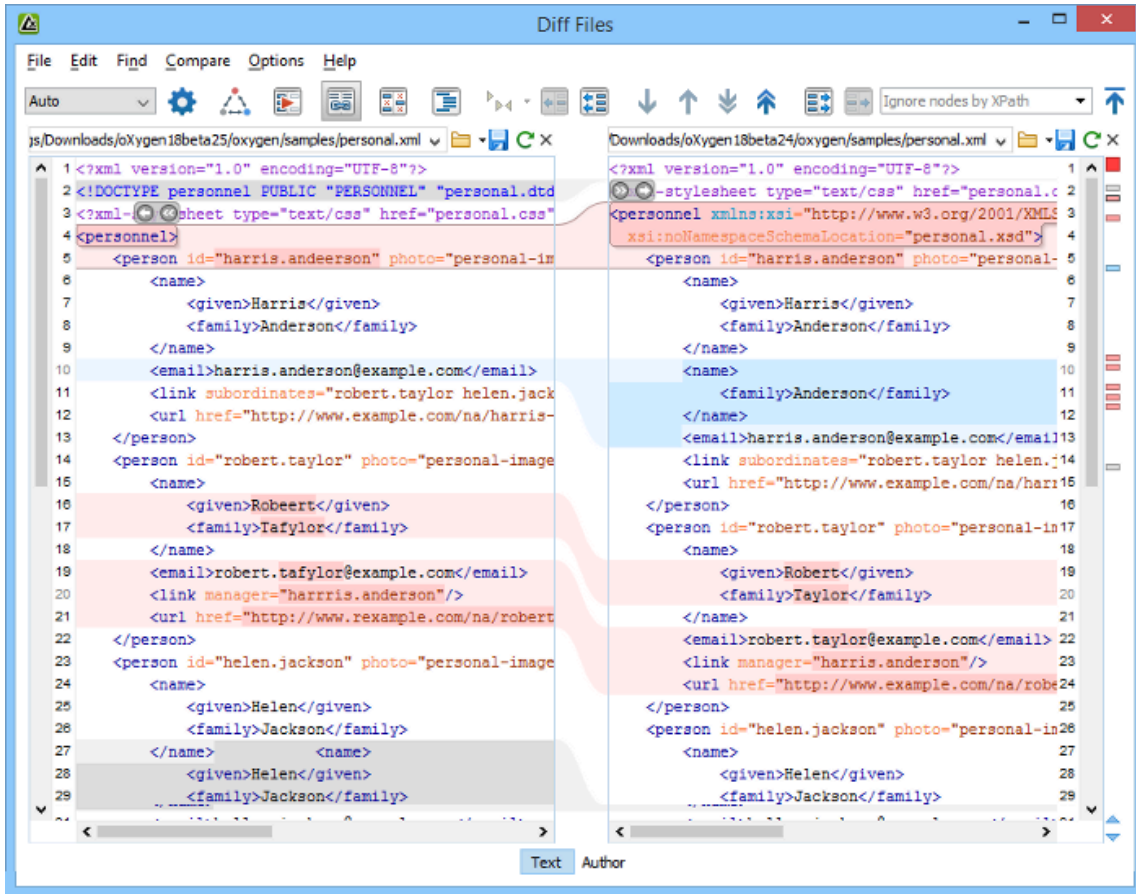 Diff Files
File Edit Find Compare Options Help
Auto
Ignore nodes by XPath
gs/Downloads/oXygen18beta25/oxygen/samples/personal.xml
1 <?xml version="1.0" encoding="UTF-8"?>
2 <!DOCTYPE personnel PUBLIC "PERSONNEL" "personal.dtd
3 <?xml- sheet type="text/css" href="personal.css"
4 <personnel>
5 <person id="harris.andeerson" photo="personal-im
6 <name>
7 <given>Harris</given>
8 <family>Anderson</family>
9 </name>
10 <email>harris.anderson@example.com</email>
11 <link subordinates="robert.taylor helen.jack
12 <url href="http://www.example.com/na/harris-
13 </person>
14 <person id="robert.taylor" photo="personal-image
15 <name>
16 <given>Robeert</given>
17 <family>Tafylor</family>
18 </name>
19 <email>robert.tafylor@example.com</email>
20 <link manager="harrris.anderson"/>
21 <url href="http://www.rexample.com/na/robert
22 </person>
23 <person id="helen.jackson" photo="personal-image
24 <name>
25 <given>Helen</given>
26 <family>Jackson</family>
27 </name> <name>
28 <given>Helen</given>
29 <family>Jackson</family>
/Downloads/oXygen18beta24/oxygen/samples/personal.xml
<?xml version="1.0" encoding="UTF-8"?> 1
-stylesheet type="text/css" href="personal.c 2
<personnel xmlns:xsi="http://www.w3.org/2001/XMLS 3
xsi:noNamespaceSchemaLocation="personal.xsd"> 4
<person id="harris.anderson" photo="personal- 5
<name> 6
<given>Harris</given> 7
<family>Anderson</family> 8
</name> 9
<name> 10
<family>Anderson</family> 11
</name> 12
<email>harris.anderson@example.com</email 13
<link subordinates="robert.taylor helen.j 14
<url href="http://www.example.com/na/harr 15
</person> 16
<person id="robert.taylor" photo="personal-im 17
<name> 18
<given>Robert</given> 19
<family>Taylor</family> 20
</name> 21
<email>robert.taylor@example.com</email> 22
<link manager="harris.anderson"/> 23
<url href="http://www.example.com/na/robe 24
</person> 25
<person id="helen.jackson" photo="personal-im 26
<name> 27
<given>Helen</given> 28
<family>Jackson</family> 29
Text Author